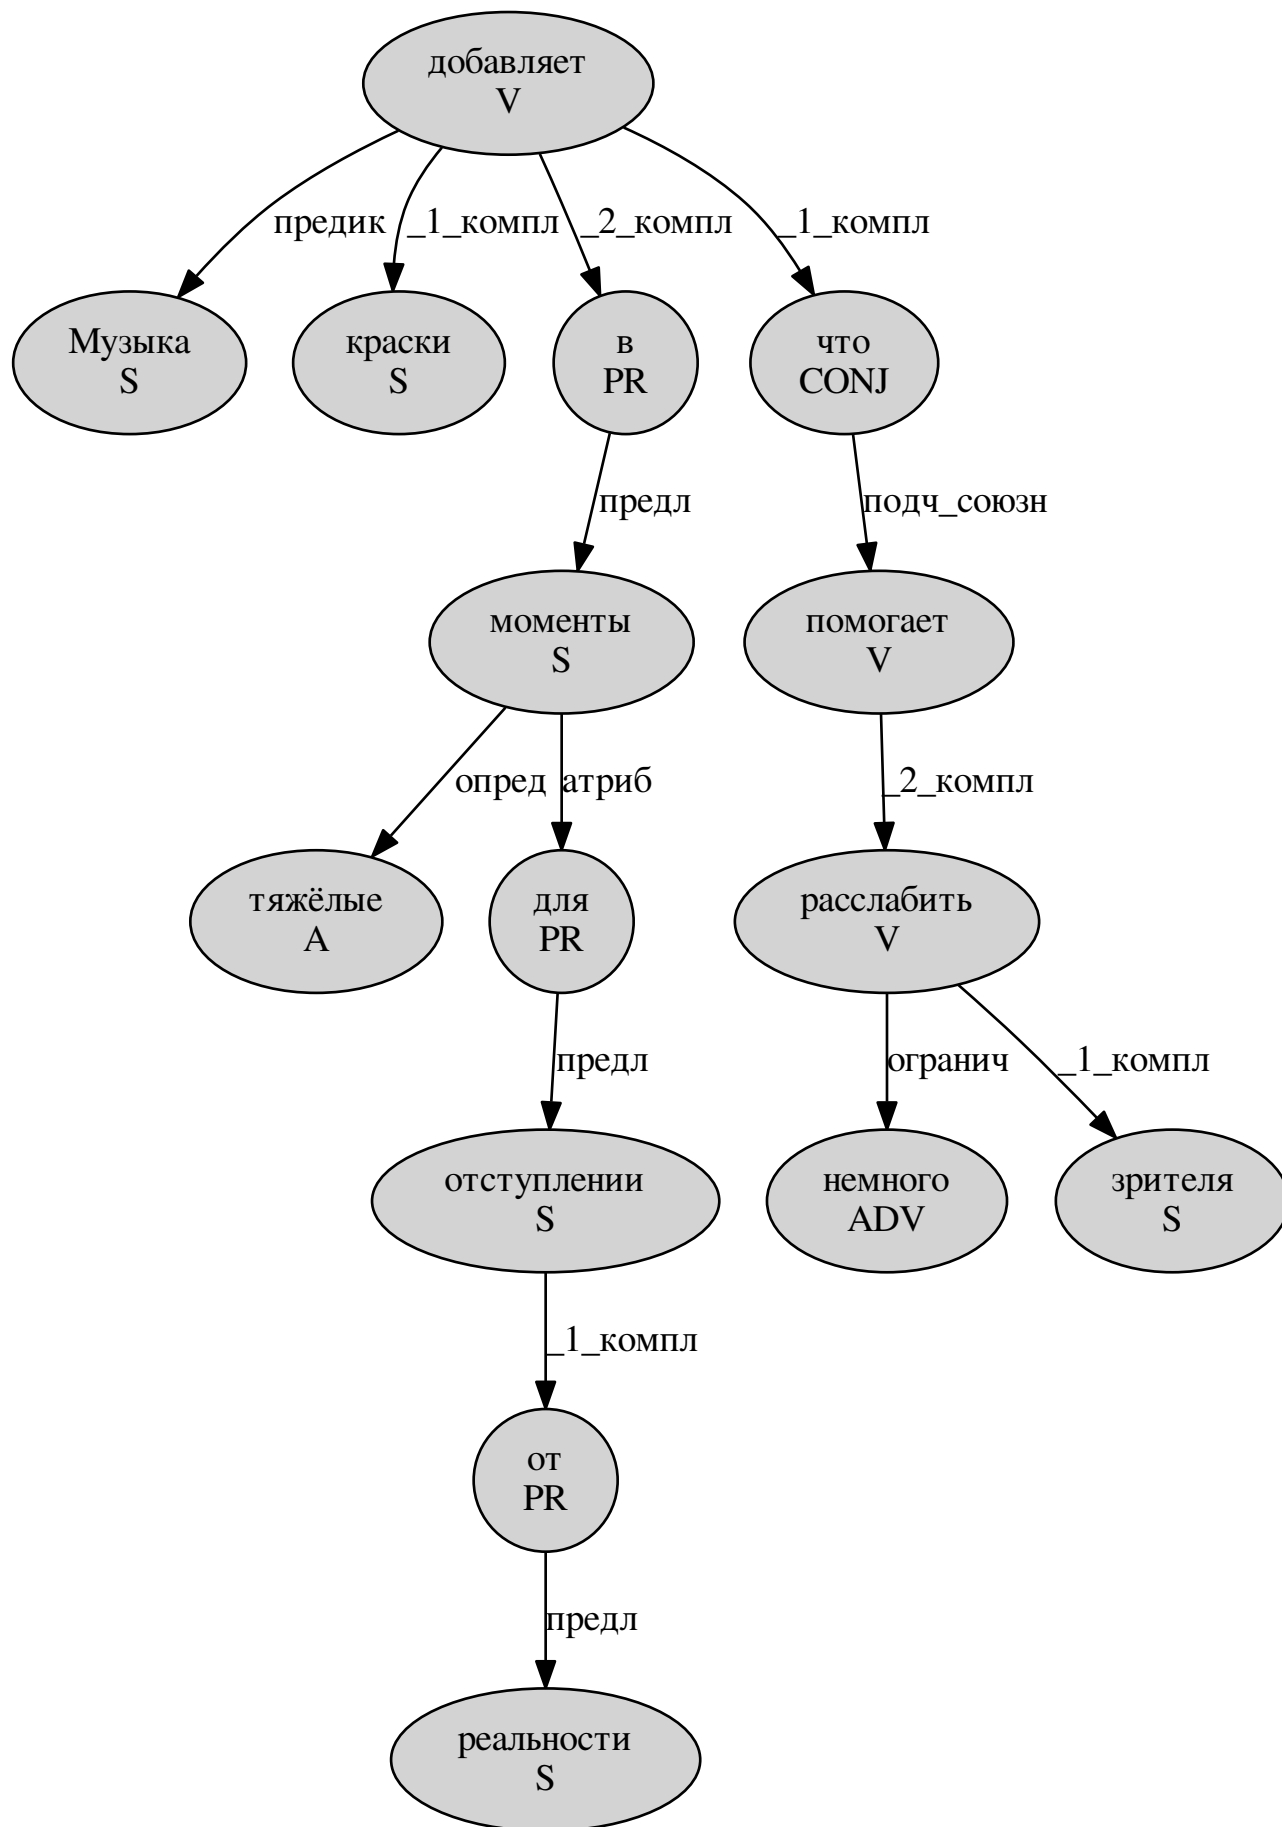 добавляет
V
предик _1_компл _2_компл _1_компл
Музыка
S
краски
S
в
PR
что
CONJ
предл подч_союзн
моменты
S
помогает
V
опред атриб _2_компл
тяжёлые
A
для
PR
расслабить
V
предл огранич _1_компл
отступлении
S
немного
ADV
зрителя
S
_1_компл
от
PR
предл
реальности
S